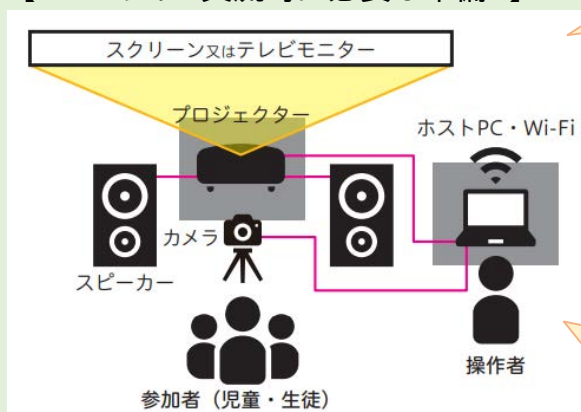 スクリーン又はテレビモニター
プロジェクター
ホストPC・Wi-Fi
カメラ
スピーカー
操作者
参加者（児童・生徒）